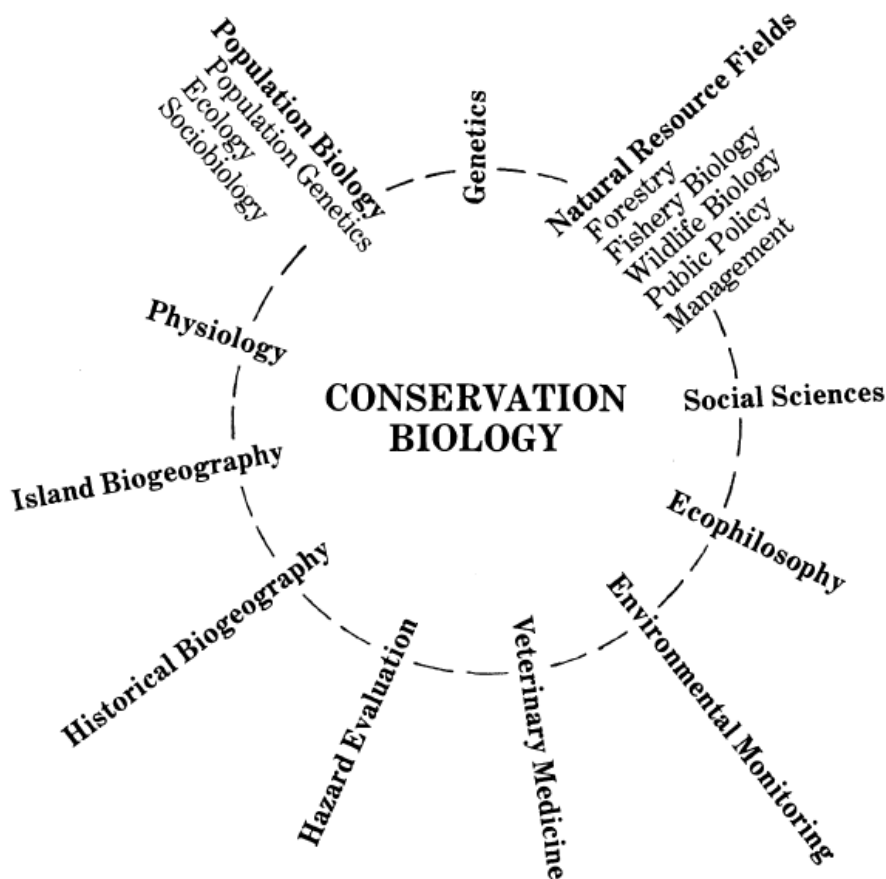 Population Biology
Population Genetics
Ecology
Sociobiology
Genetics
Natural Resource Fields
Forestry
Fishery Biology
Wildlife Biology
Public Policy
Management
Physiology
CONSERVATION
BIOLOGY
Social Sciences
Island Biogeography
Ecophilosophy
Historical Biogeography
Hazard Evaluation
Veterinary Medicine
Environmental Monitoring